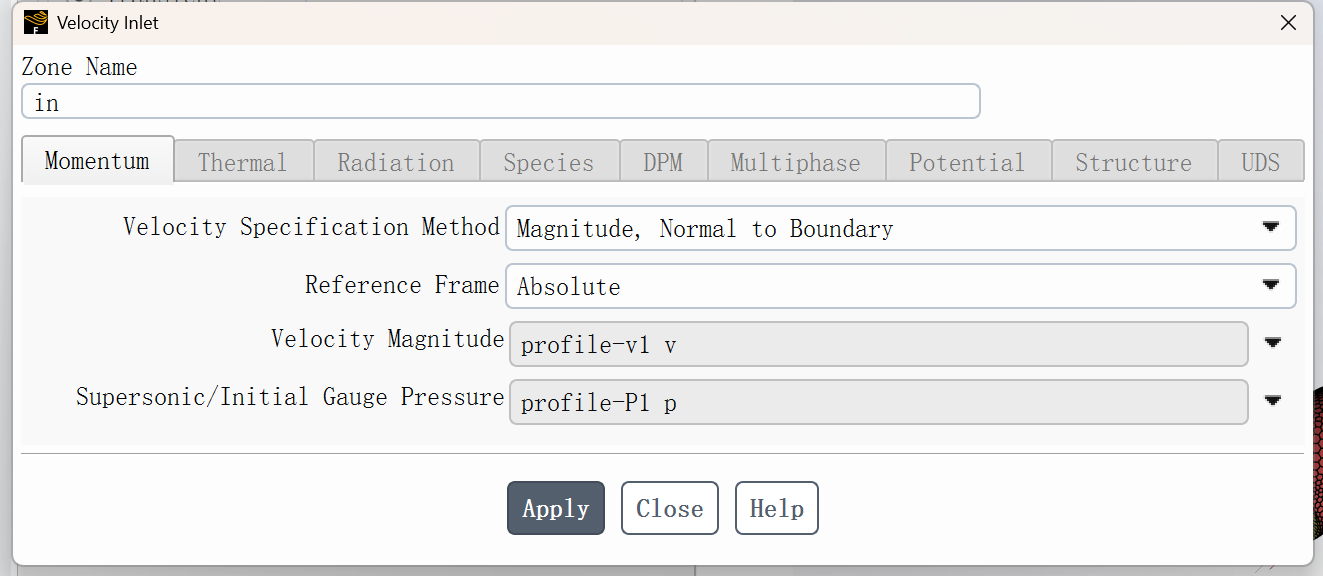 Velocity Inlet
Zone Name
in
Momentum Thermal Radiation Species DPM Multiphase Potential Structure UDS
Velocity Specification Method Magnitude, Normal to Boundary
Reference Frame Absolute
Velocity Magnitude profile-v1 v
Supersonic/Initial Gauge Pressure profile-P1 p
Apply Close Help